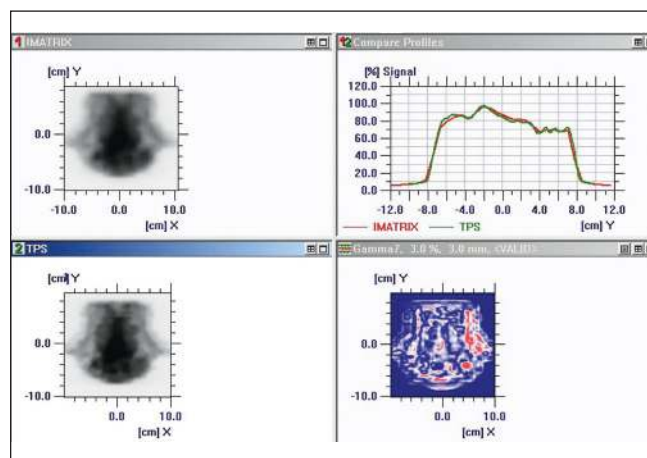 1 IMATRIX
[cm] Y
0.0
-10.0
-10.0 0.0 10.0
[cm] X
12 Compare Profiles
[%] Signal
120.0
100.0
80.0
60.0
40.0
20.0
0.0
-12.0 -8.0 -4.0 0.0 4.0 8.0 12.0
IMATRIX TPS [cm] Y
2 TPS
[cm] Y
0.0
-10.0
0.0 10.0
[cm] X
Gamma7, 3.0 %, 3.0 mm, <VALID>
[cm] Y
0.0
-10.0
0.0 10.0
[cm] X